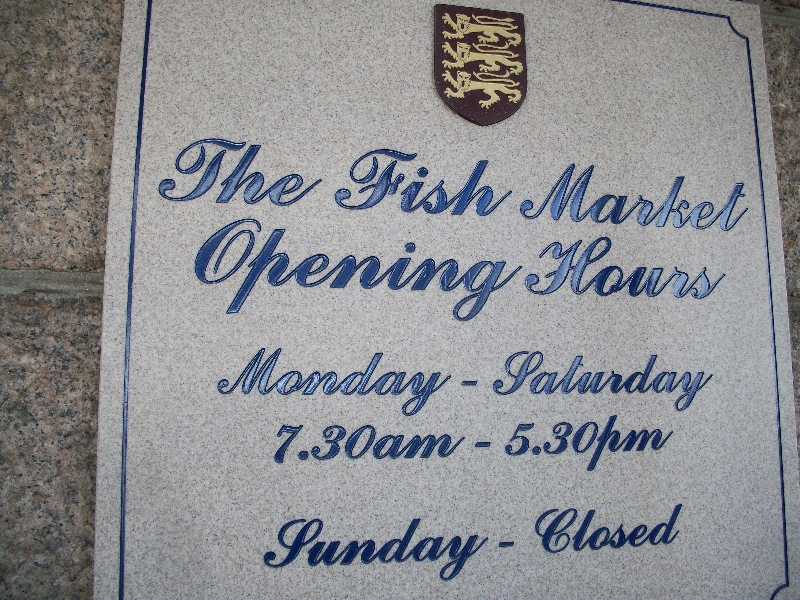 The Fish Market
Opening Hours
Monday - Saturday
7.30am - 5.30pm
Sunday - Closed